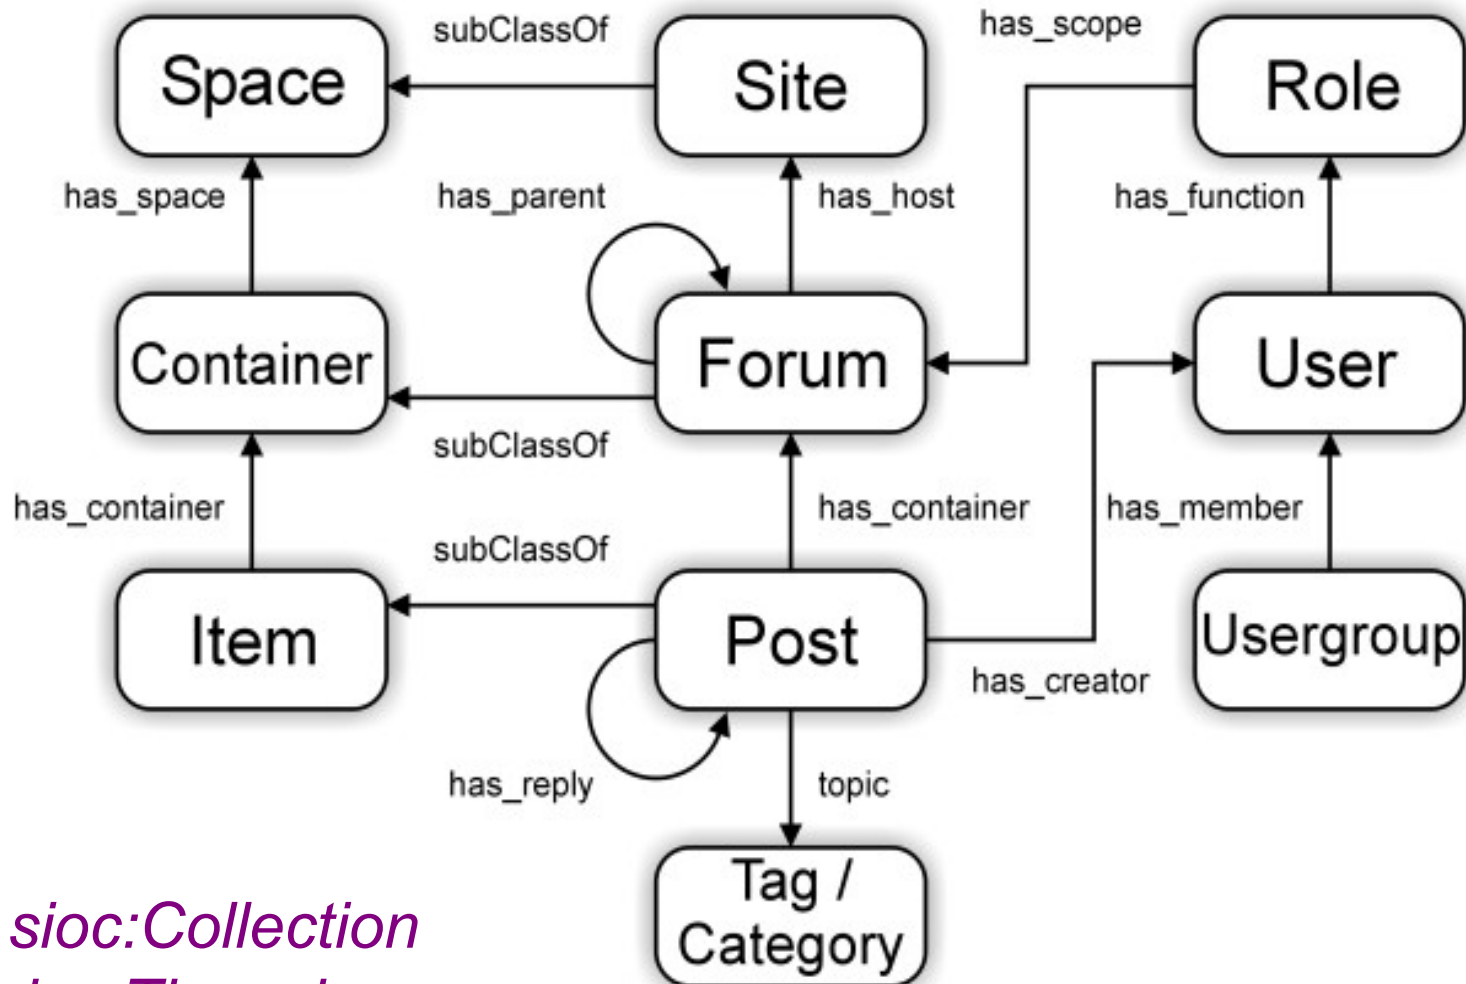 subClassOf
has_scope
Space
Site
Role
has_space
has_parent
has_host
has_function
Container
Forum
User
subClassOf
has_container
has_container
has_member
subClassOf
Item
Post
Usergroup
has_creator
has_reply
topic
Tag /
Category
sioc:Collection